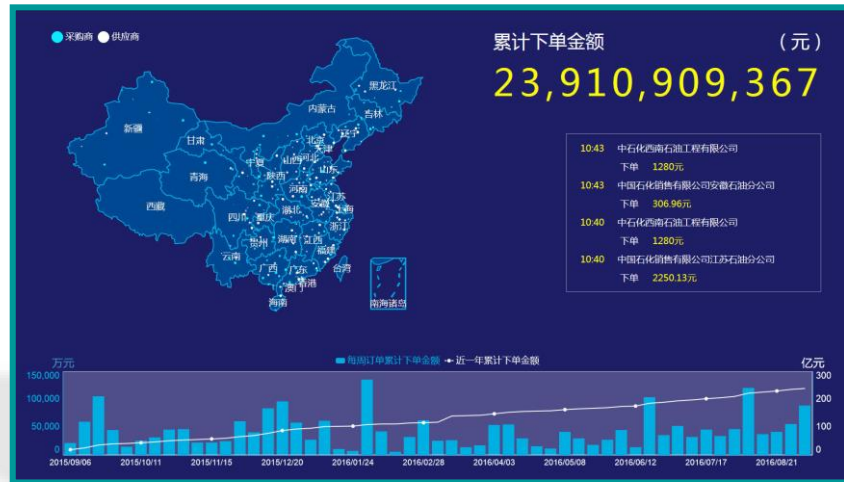 采购商 供应商
累计下单金额 （元）
23,910,909,367
黑龙江
内蒙古
吉林
新疆
辽宁
北京
甘肃
天津
河北
山西
宁夏
山东
青海
陕西
河南
江苏
西藏
安徽
上海
湖北
四川
重庆
浙江
湖南
江西
贵州
福建
云南
广西
广东
台湾
香港
澳门
海南
南海诸岛
10:43 中石化西南石油工程有限公司
下单 1280元
10:43 中国石化销售有限公司安徽石油分公司
下单 306.96元
10:40 中石化西南石油工程有限公司
下单 1280元
10:40 中国石化销售有限公司江苏石油分公司
下单 2250.13元
万元 每周订单累计下单金额 近一年累计下单金额 亿元
150,000 300
100,000 200
50,000 100
0 0
2015/09/06 2015/10/11 2015/11/15 2015/12/20 2016/01/24 2016/02/28 2016/04/03 2016/05/08 2016/06/12 2016/07/17 2016/08/21